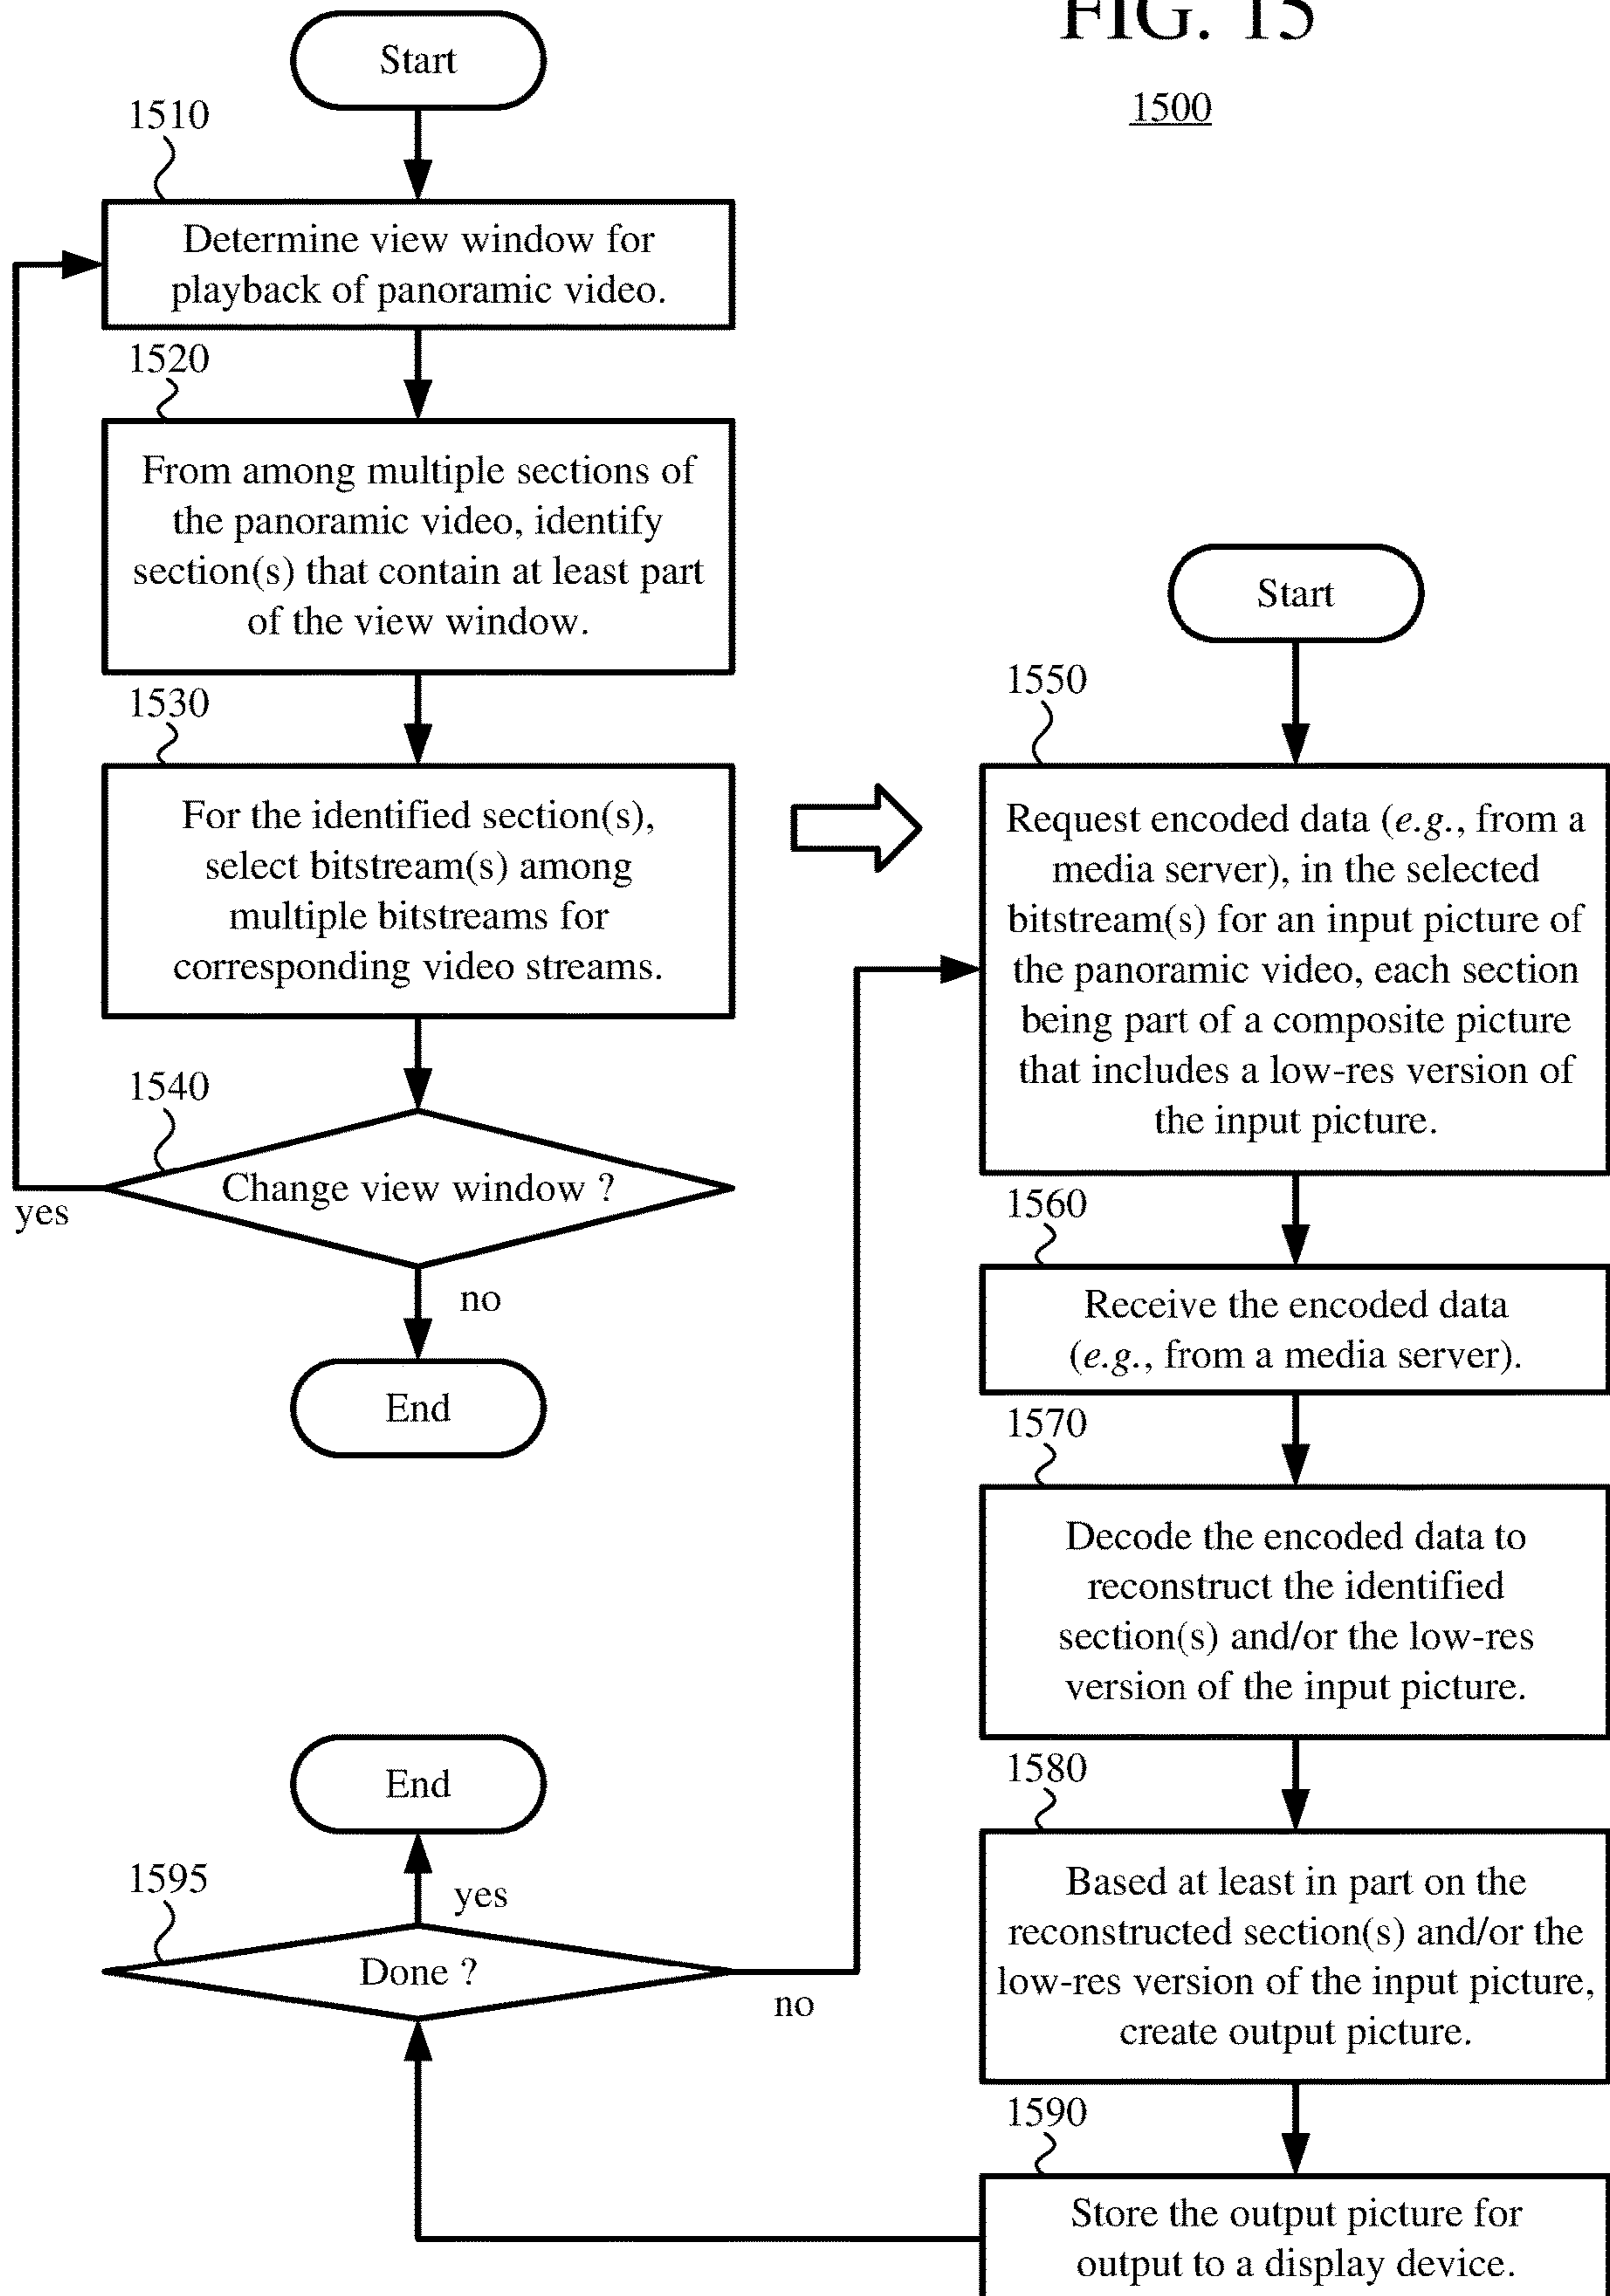 FIG. 15
1500
Start
1510
Determine view window for
playback of panoramic video.
1520
From among multiple sections of
the panoramic video, identify
section(s) that contain at least part
of the view window.
1530
For the identified section(s),
select bitstream(s) among
multiple bitstreams for
corresponding video streams.
1540
Change view window ?
yes
no
End
Start
1550
Request encoded data (e.g., from a
media server), in the selected
bitstream(s) for an input picture of
the panoramic video, each section
being part of a composite picture
that includes a low-res version of
the input picture.
1560
Receive the encoded data
(e.g., from a media server).
1570
Decode the encoded data to
reconstruct the identified
section(s) and/or the low-res
version of the input picture.
1580
Based at least in part on the
reconstructed section(s) and/or the
low-res version of the input picture,
create output picture.
1590
Store the output picture for
output to a display device.
1595
Done ?
yes
no
End